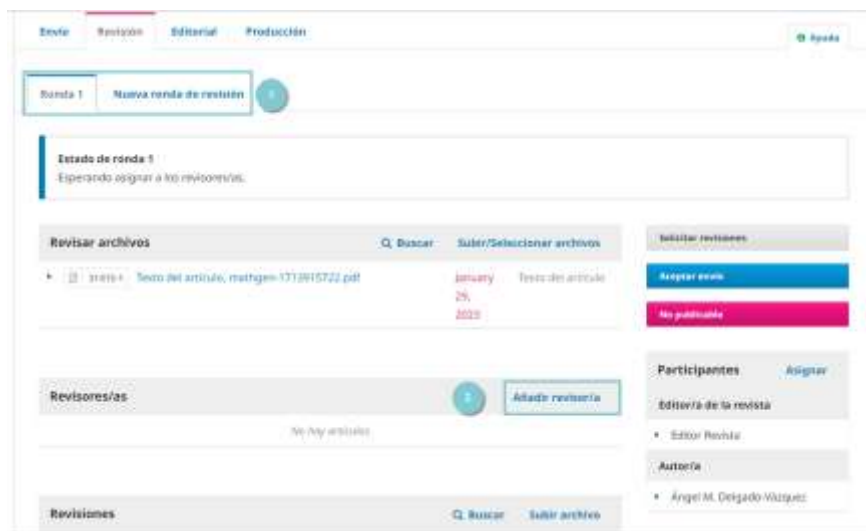 Envío Revisión Editorial Producción
Ayuda
Ronda 1 Nueva ronda de revisión 1
Estado de ronda 1
Esperando asignar a los revisores/as.
Revisar archivos Buscar Subir/Seleccionar archivos
Texto del artículo, mathgen-1713915722.pdf January 29, 2023 Texto del artículo
Solicitar revisiones
Aceptar envío
No publicable
Revisores/as 2 Añadir revisor/a
No hay artículos
Participantes Asignar
Editor/a de la revista
Editor Revista
Autor/a
Ángel M. Delgado-Vázquez
Revisiones Buscar Subir archivo